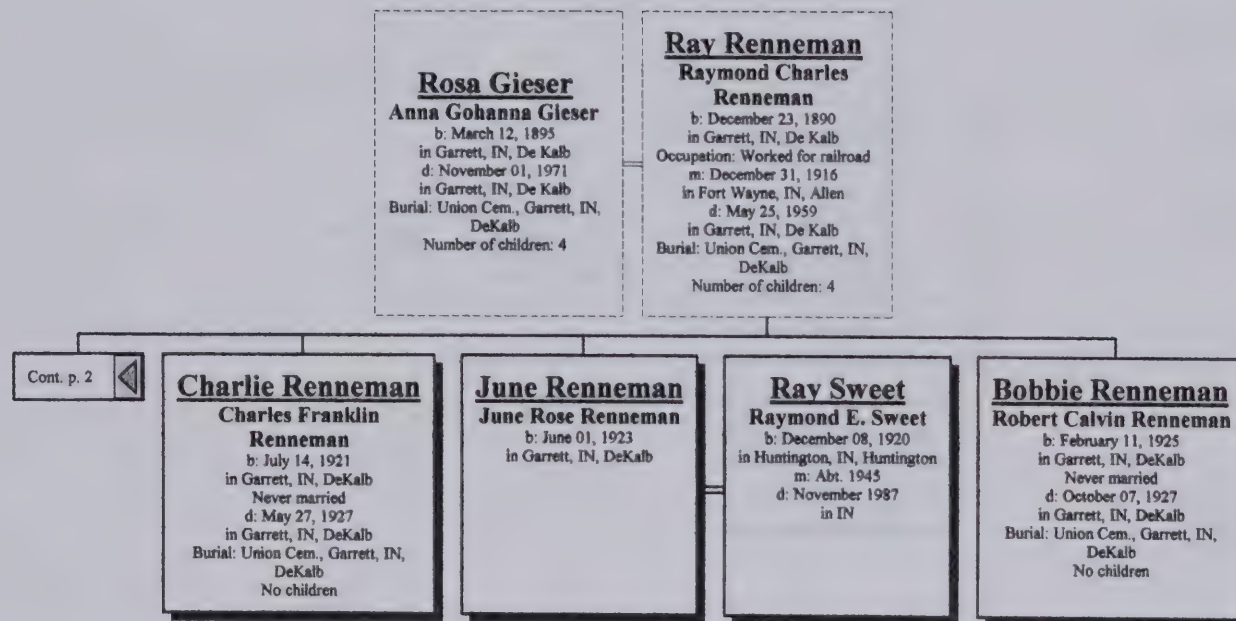 Rosa Gieser
Anna Gohanna Gieser
b: March 12, 1895
in Garrett, IN, De Kalb
d: November 01, 1971
in Garrett, IN, De Kalb
Burial: Union Cem., Garrett, IN,
DeKalb
Number of children: 4
Ray Renneman
Raymond Charles
Renneman
b: December 23, 1890
in Garrett, IN, De Kalb
Occupation: Worked for railroad
m: December 31, 1916
in Fort Wayne, IN, Allen
d: May 25, 1959
in Garrett, IN, De Kalb
Burial: Union Cem., Garrett, IN,
DeKalb
Number of children: 4
Cont. p. 2
Charlie Renneman
Charles Franklin
Renneman
b: July 14, 1921
in Garrett, IN, DeKalb
Never married
d: May 27, 1927
in Garrett, IN, DeKalb
Burial: Union Cem., Garrett, IN,
DeKalb
No children
June Renneman
June Rose Renneman
b: June 01, 1923
in Garrett, IN, DeKalb
Ray Sweet
Raymond E. Sweet
b: December 08, 1920
in Huntington, IN, Huntington
m: Abt. 1945
d: November 1987
in IN
Bobbie Renneman
Robert Calvin Renneman
b: February 11, 1925
in Garrett, IN, DeKalb
Never married
d: October 07, 1927
in Garrett, IN, DeKalb
Burial: Union Cem., Garrett, IN,
DeKalb
No children